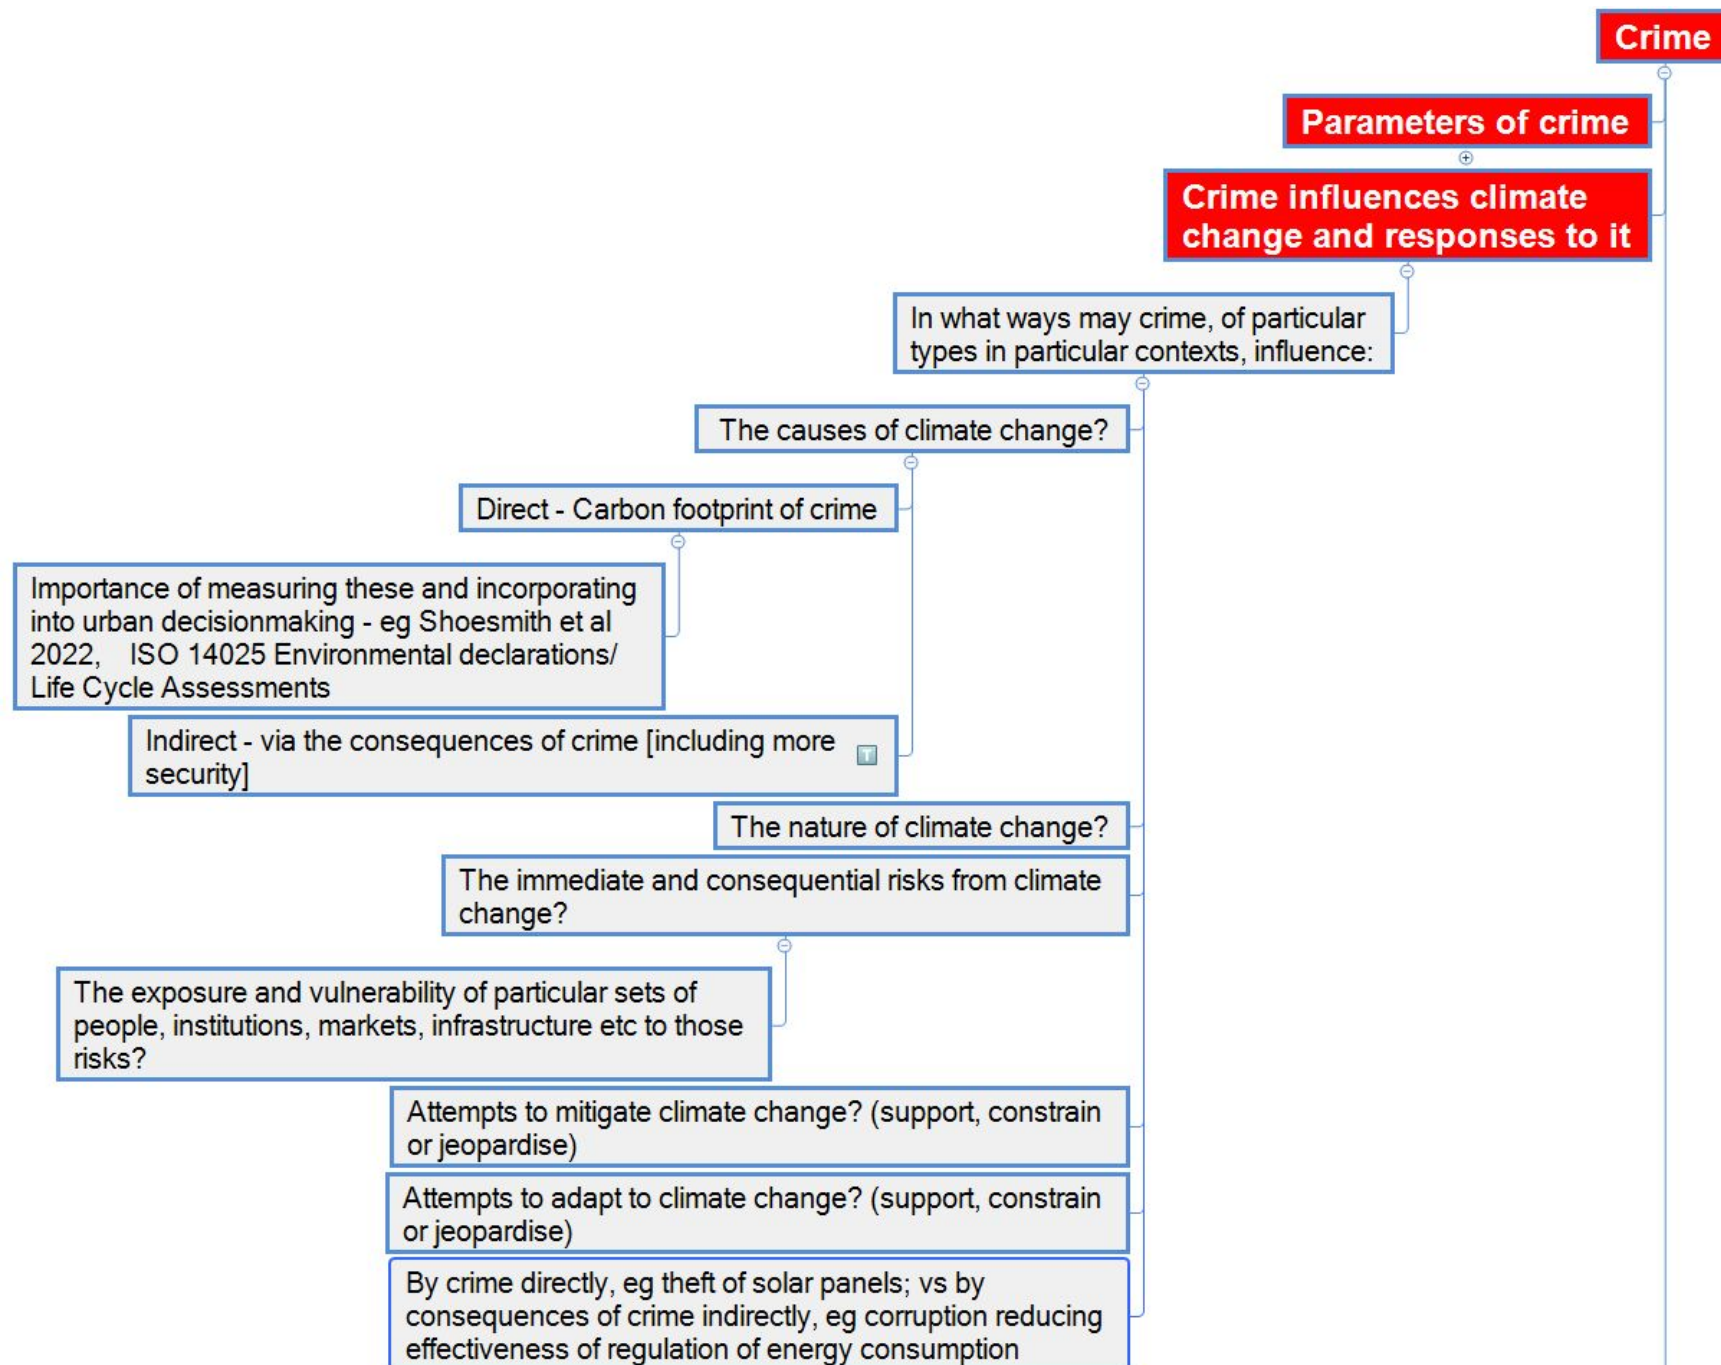 Crime
Parameters of crime
Crime influences climate
change and responses to it
In what ways may crime, of particular
types in particular contexts, influence:
The causes of climate change?
Direct - Carbon footprint of crime
Importance of measuring these and incorporating
into urban decisionmaking - eg Shoesmith et al
2022, ISO 14025 Environmental declarations/
Life Cycle Assessments
Indirect - via the consequences of crime [including more
security]
T
The nature of climate change?
The immediate and consequential risks from climate
change?
The exposure and vulnerability of particular sets of
people, institutions, markets, infrastructure etc to those
risks?
Attempts to mitigate climate change? (support, constrain
or jeopardise)
Attempts to adapt to climate change? (support, constrain
or jeopardise)
By crime directly, eg theft of solar panels; vs by
consequences of crime indirectly, eg corruption reducing
effectiveness of regulation of energy consumption